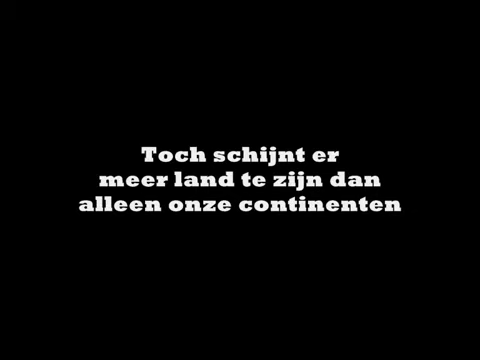 Toch schijnt er
meer land te zijn dan
alleen onze continenten